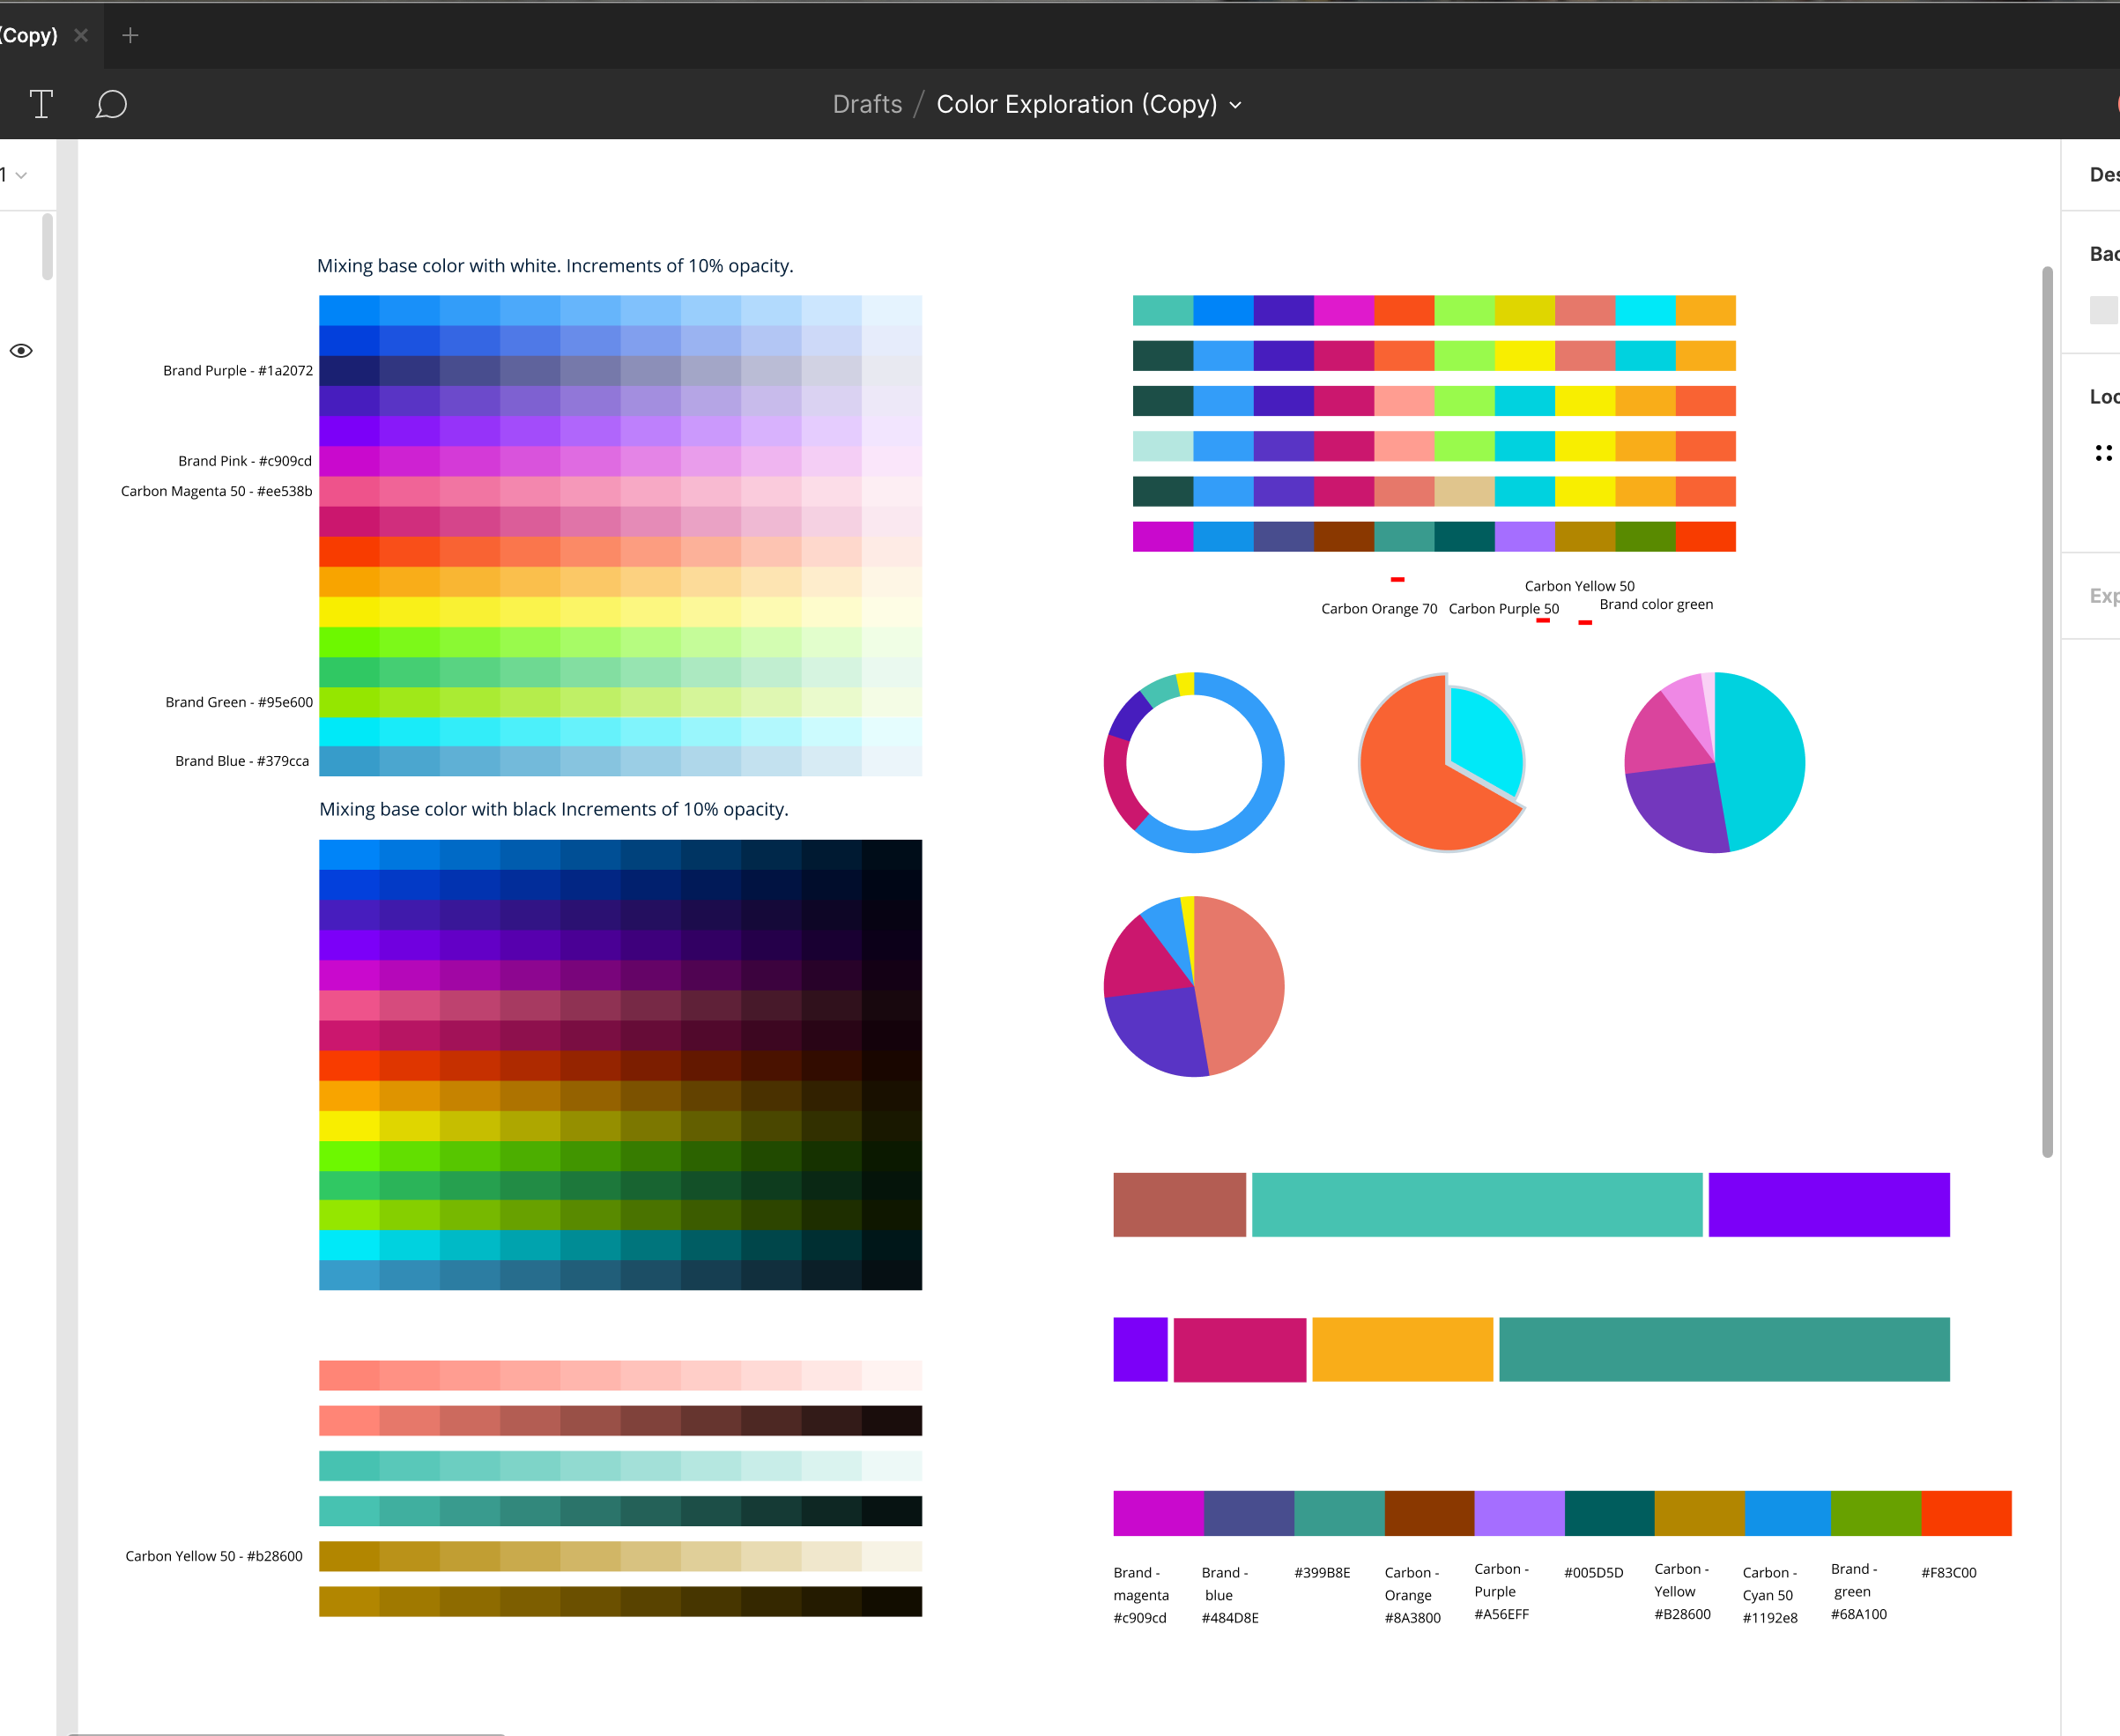 (Copy)
Drafts / Color Exploration (Copy)
1
Des
Bac
Loc
Exp
Mixing base color with white. Increments of 10% opacity.
Brand Purple - #1a2072
Brand Pink - #c909cd
Carbon Magenta 50 - #ee538b
Brand Green - #95e600
Brand Blue - #379cca
Mixing base color with black Increments of 10% opacity.
Carbon Yellow 50 - #b28600
Carbon Yellow 50
Carbon Orange 70
Carbon Purple 50
Brand color green
Brand -
magenta
#c909cd
Brand -
blue
#484D8E
#399B8E
Carbon -
Orange
#8A3800
Carbon -
Purple
#A56EFF
#005D5D
Carbon -
Yellow
#B28600
Carbon -
Cyan 50
#1192e8
Brand -
green
#68A100
#F83C00